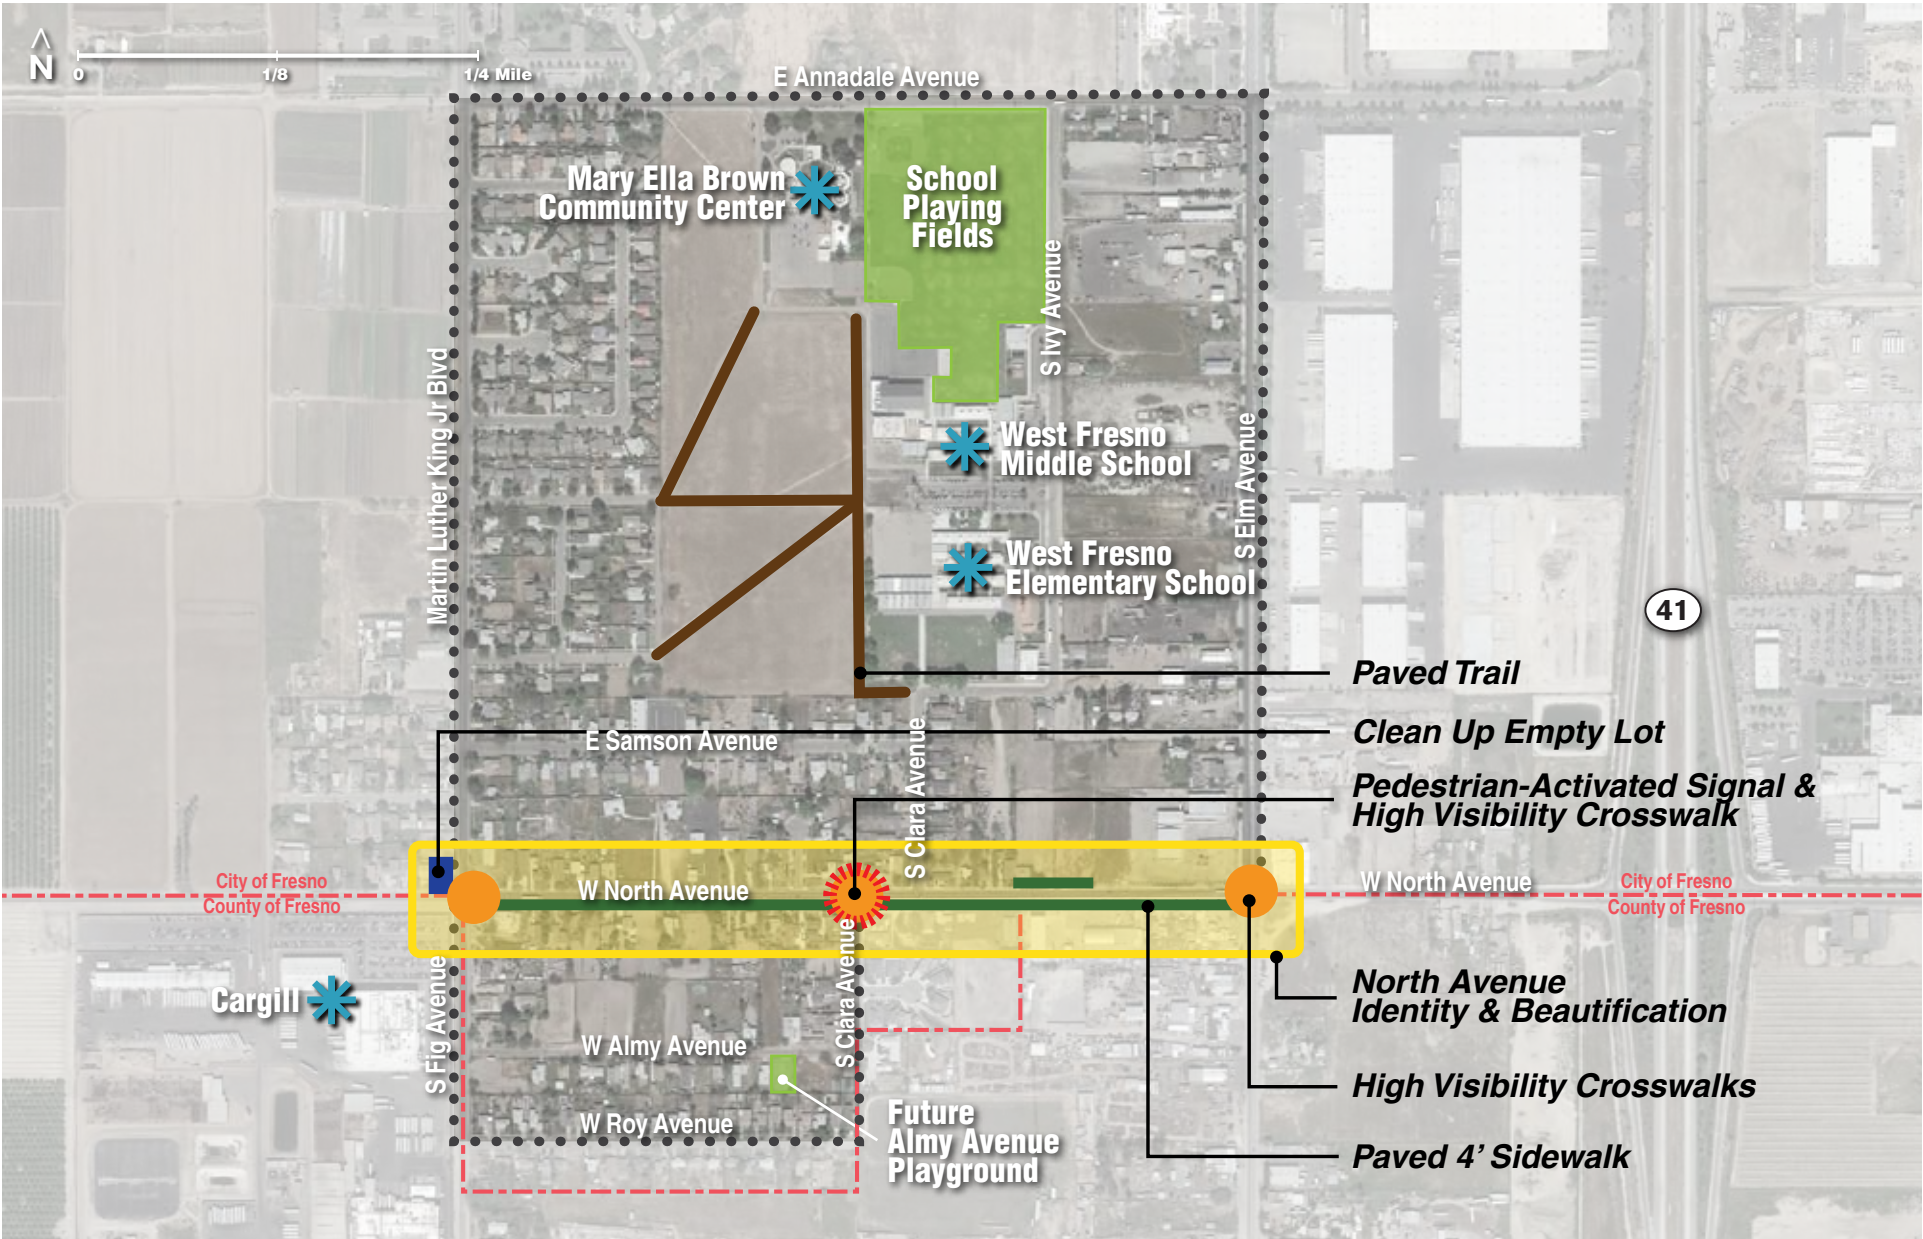 N
0
1/8
1/4 Mile
E Annadale Avenue
Mary Ella Brown
Community Center
School
Playing
Fields
S Ivy Avenue
Martin Luther King Jr Blvd
West Fresno
Middle School
S Elm Avenue
West Fresno
Elementary School
41
Paved Trail
Clean Up Empty Lot
E Samson Avenue
S Clara Avenue
Pedestrian-Activated Signal &
High Visibility Crosswalk
City of Fresno
County of Fresno
W North Avenue
W North Avenue
City of Fresno
County of Fresno
Cargill
S Fig Avenue
S Clara Avenue
North Avenue
Identity & Beautification
W Almy Avenue
High Visibility Crosswalks
W Roy Avenue
Future
Almy Avenue
Playground
Paved 4’ Sidewalk